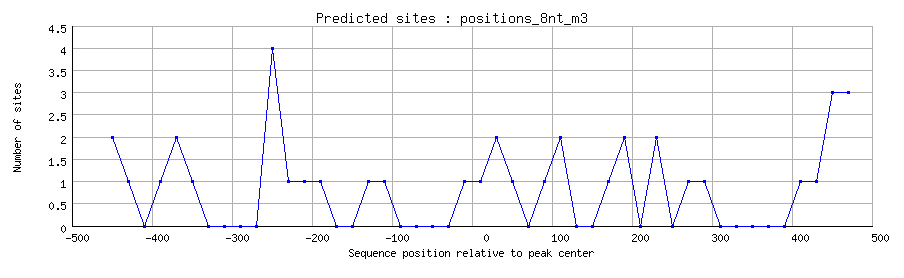 Predicted sites : positions_8nt_m3
4.5
4
3.5
3
2.5
2
1.5
1
0.5
0
Number of sites
-500 -400 -300 -200 -100 0 100 200 300 400 500
Sequence position relative to peak center